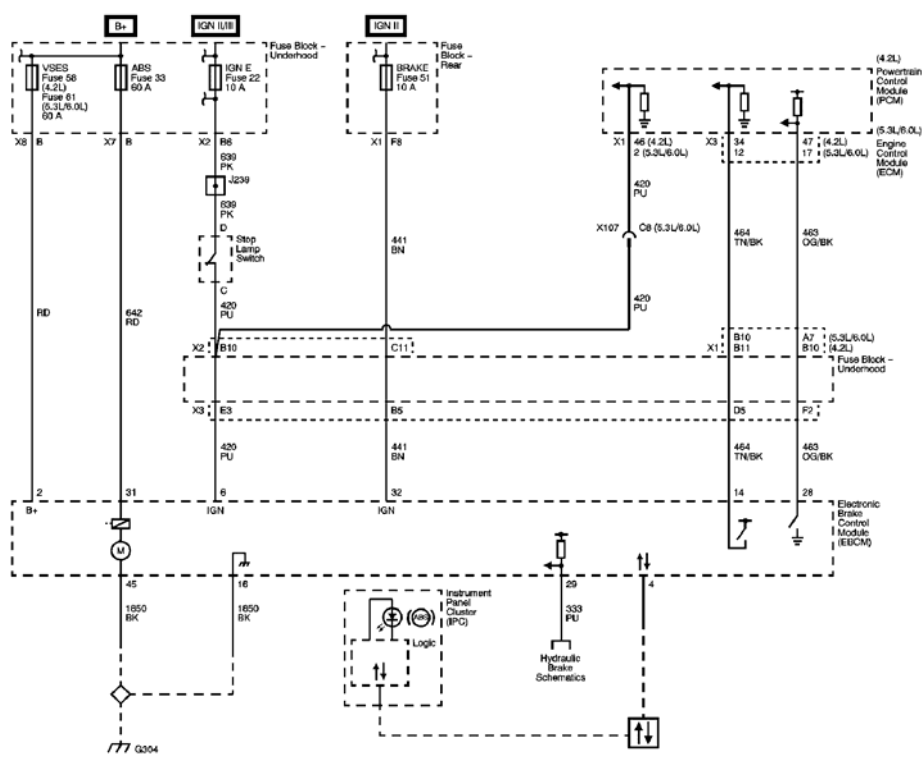 B+
IGN II/III
IGN II
Fuse Block –
Underhood
Fuse
Block –
Rear
VSES
Fuse 58
(4.2L)
Fuse 61
(5.3L/6.0L)
60 A
ABS
Fuse 33
60 A
IGN E
Fuse 22
10 A
BRAKE
Fuse 51
10 A
(4.2L)
Powertrain
Control
Module
(PCM)
(5.3L/6.0L)
Engine
Control
Module
(ECM)
X6 B
X7 B
X2 B6
X1 F8
X1 46 (4.2L)
2 (5.3L/6.0L)
X3 34 47 (4.2L)
12 17 (5.3L/6.0L)
639
PK
J239
639
PK
D
Stop
Lamp
Switch
C
420
PU
441
BN
420
PU
X107 C8 (5.3L/6.0L)
420
PU
464
TN/BK
463
OG/BK
RD
642
RD
X2 B10 C11
B10 A7 (5.3L/6.0L)
X1 B11 B10 (4.2L)
Fuse Block –
Underhood
X3 E3 B5 D5 F2
420
PU
441
BN
464
TN/BK
463
OG/BK
2 31 6 32 14 28
B+ IGN IGN
Electronic
Brake
Control
Module
(EBCM)
M
45 16 29 4
1850
BK
1850
BK
Instrument
Panel
Cluster
(IPC)
ABS
Logic
333
PU
Hydraulic
Brake
Schematics
G304